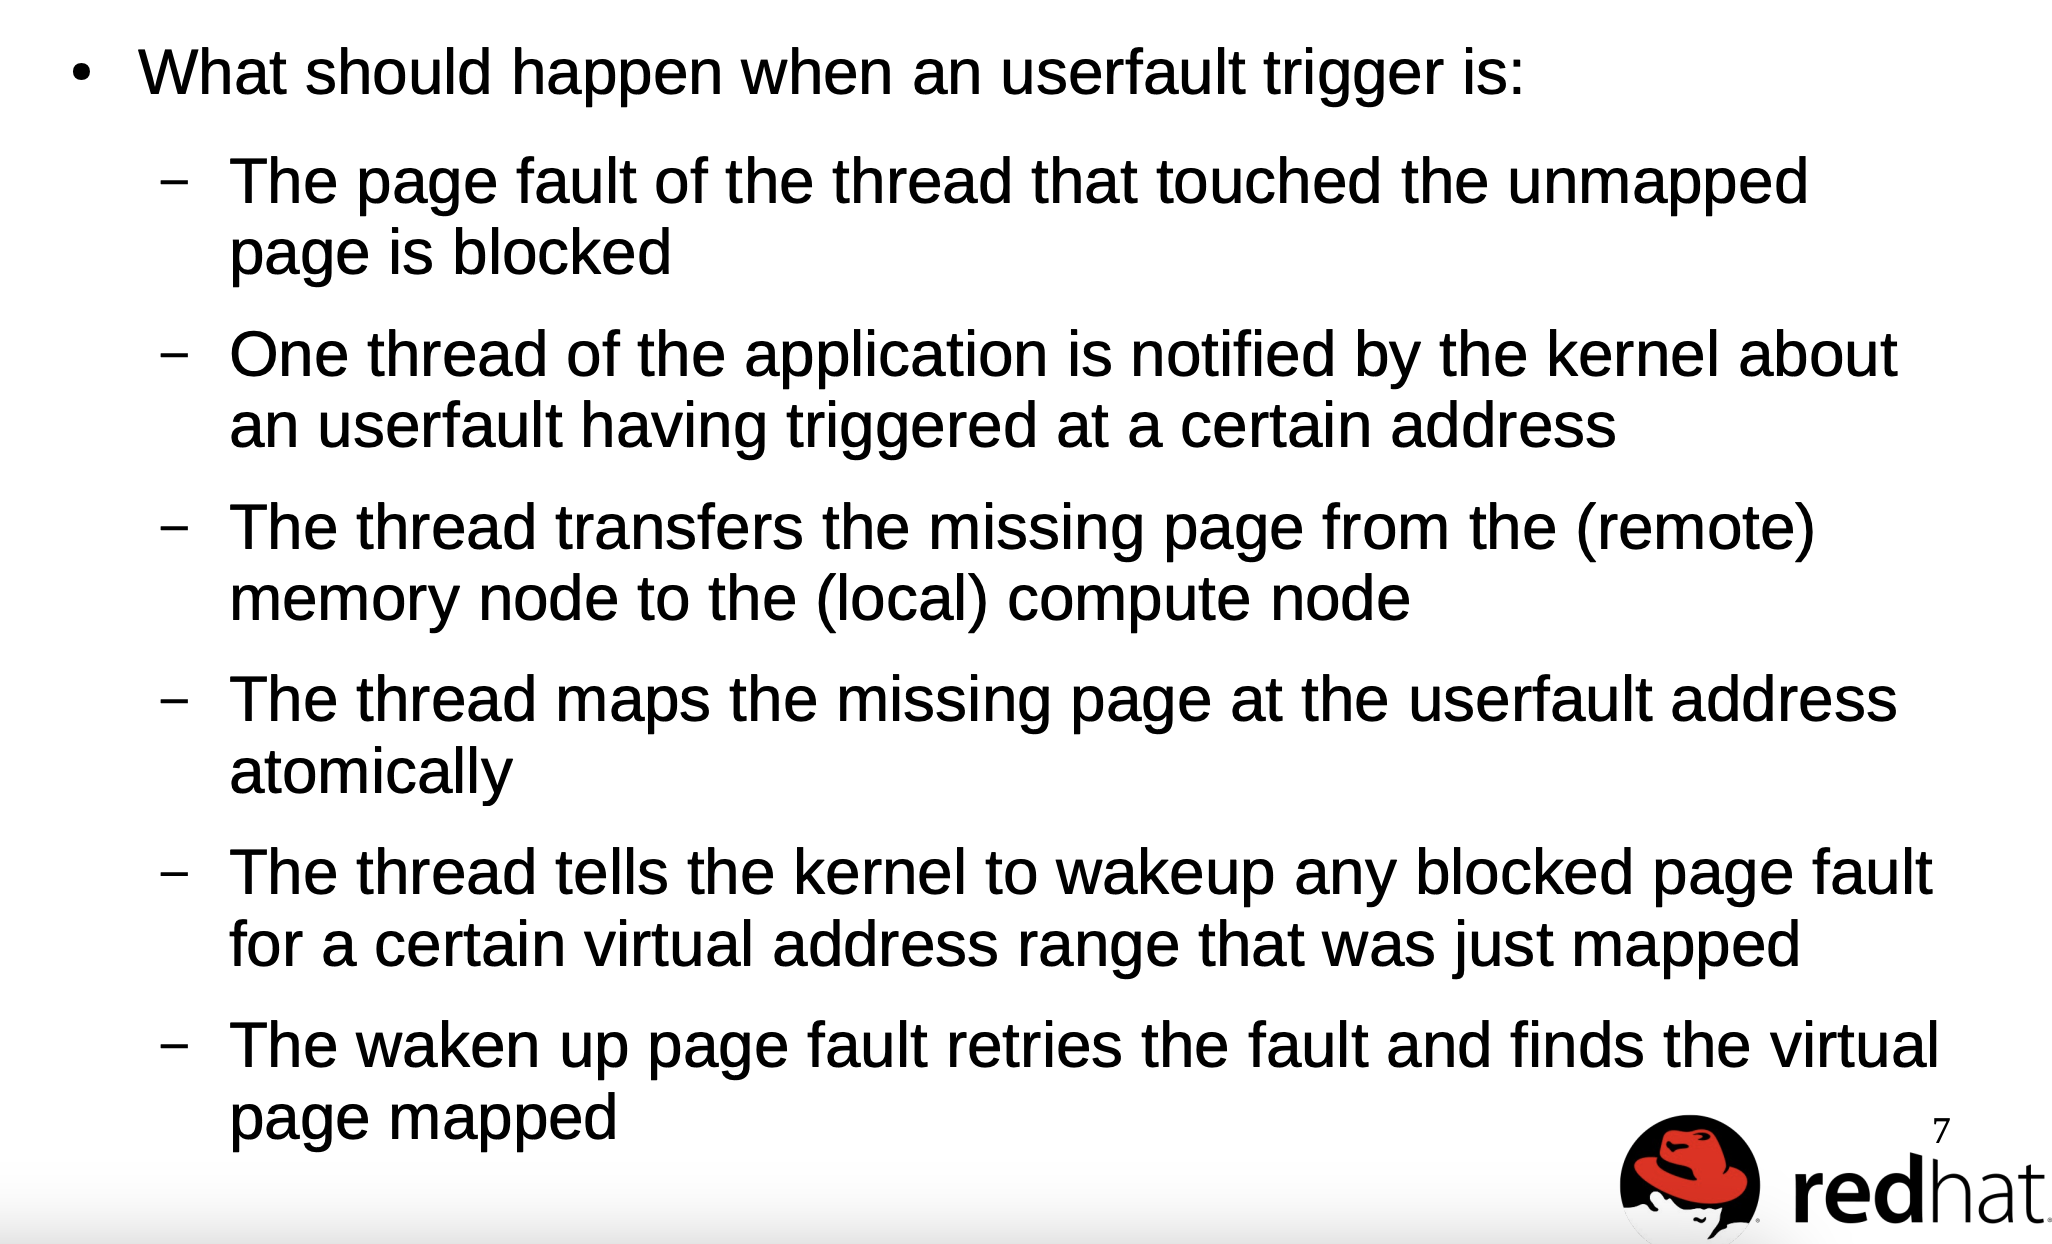 • What should happen when an userfault trigger is:
– The page fault of the thread that touched the unmapped
page is blocked
– One thread of the application is notified by the kernel about
an userfault having triggered at a certain address
– The thread transfers the missing page from the (remote)
memory node to the (local) compute node
– The thread maps the missing page at the userfault address
atomically
– The thread tells the kernel to wakeup any blocked page fault
for a certain virtual address range that was just mapped
– The waken up page fault retries the fault and finds the virtual
page mapped
7
redhat.